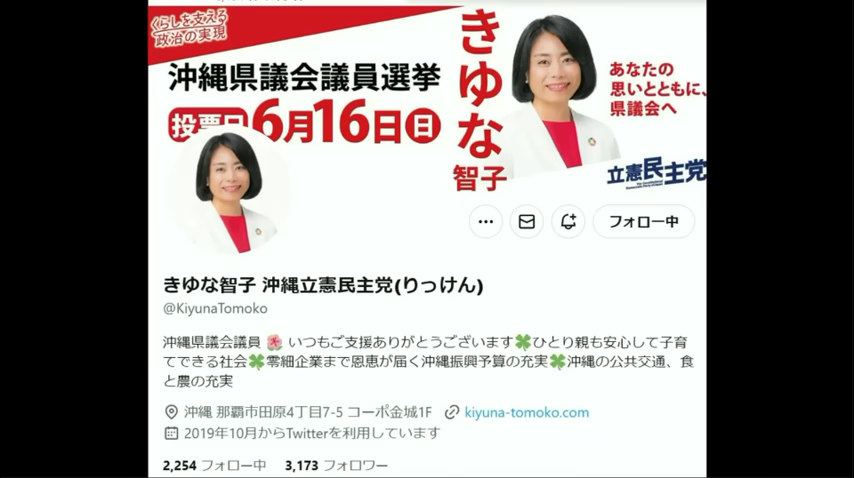 くらしを支える
政治の実現
沖縄県議会議員選挙
投票日6月16日(日)
きゆな
智子
あなたの
思いとともに、
県議会へ
立憲民主党
フォロー中
きゆな智子 沖縄立憲民主党(りっけん)
@KiyunaTomoko
沖縄県議会議員 🌺 いつもご支援ありがとうございます🍀ひとり親も安心して子育
てできる社会🍀零細企業まで恩恵が届く沖縄振興予算の充実🍀沖縄の公共交通、食
と農の充実
沖縄 那覇市田原4丁目7-5 コーポ金城1F kiyuna-tomoko.com
2019年10月からTwitterを利用しています
2,254 フォロー中 3,173 フォロワー